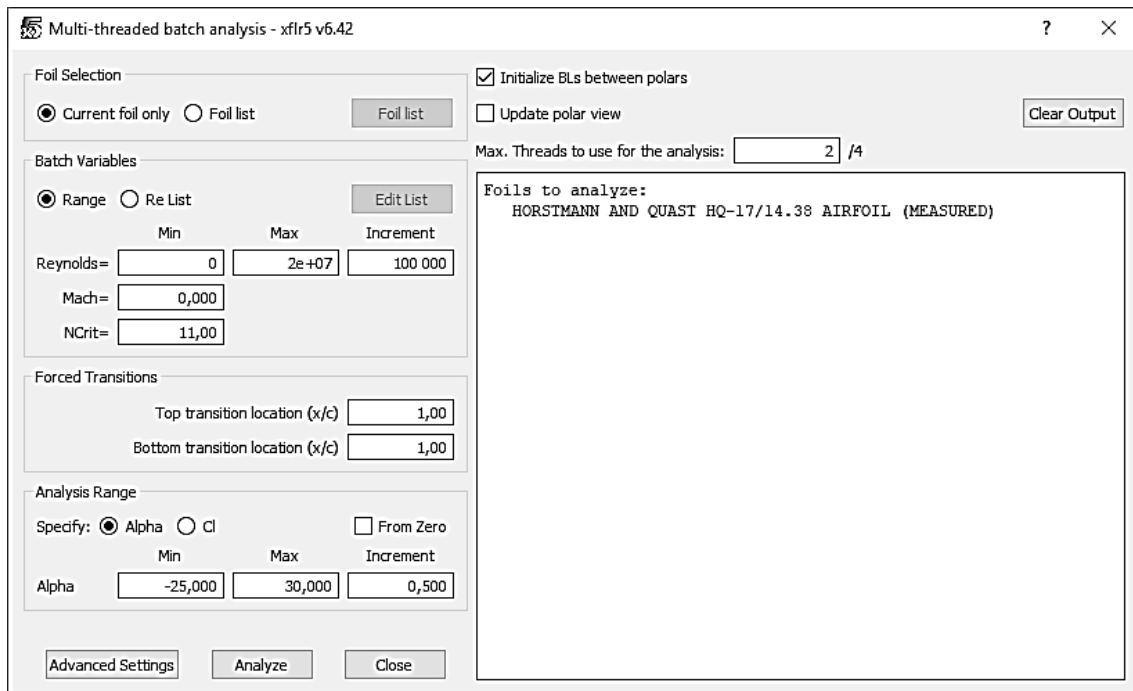 Multi-threaded batch analysis - xflr5 v6.42
?
Foil Selection
Current foil only Foil list Foil list
Batch Variables
Range Re List Edit List
Min Max Increment
Reynolds= 0 2e+07 100 000
Mach= 0,000
NCrit= 11,00
Forced Transitions
Top transition location (x/c) 1,00
Bottom transition location (x/c) 1,00
Analysis Range
Specify: Alpha Cl From Zero
Min Max Increment
Alpha -25,000 30,000 0,500
Advanced Settings Analyze Close
Initialize BLs between polars
Update polar view Clear Output
Max. Threads to use for the analysis: 2 /4
Foils to analyze:
HORSTMANN AND QUAST HQ-17/14.38 AIRFOIL (MEASURED)